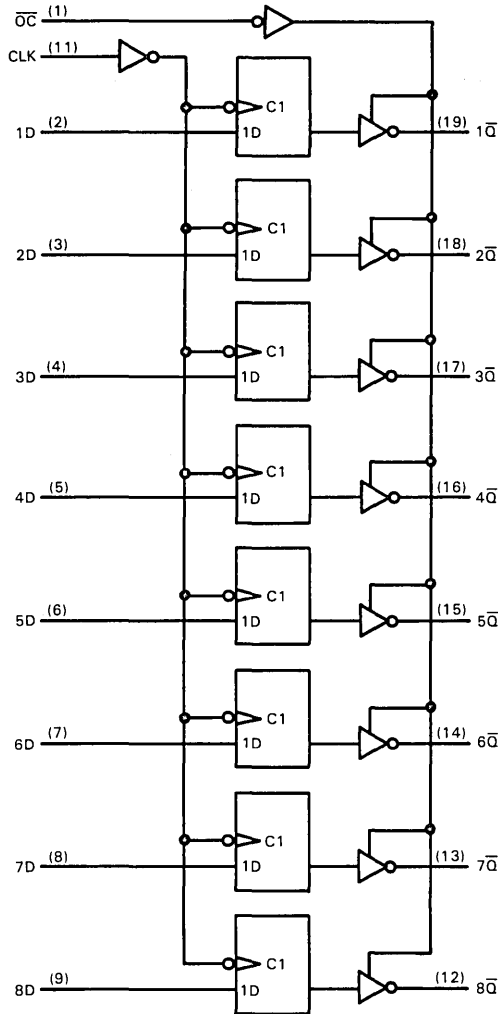 O̅C̅ (1)
CLK (11)
C1
1D (2) 1D (19) 1Q̅
C1
2D (3) 1D (18) 2Q̅
C1
3D (4) 1D (17) 3Q̅
C1
4D (5) 1D (16) 4Q̅
C1
5D (6) 1D (15) 5Q̅
C1
6D (7) 1D (14) 6Q̅
C1
7D (8) 1D (13) 7Q̅
C1
8D (9) 1D (12) 8Q̅